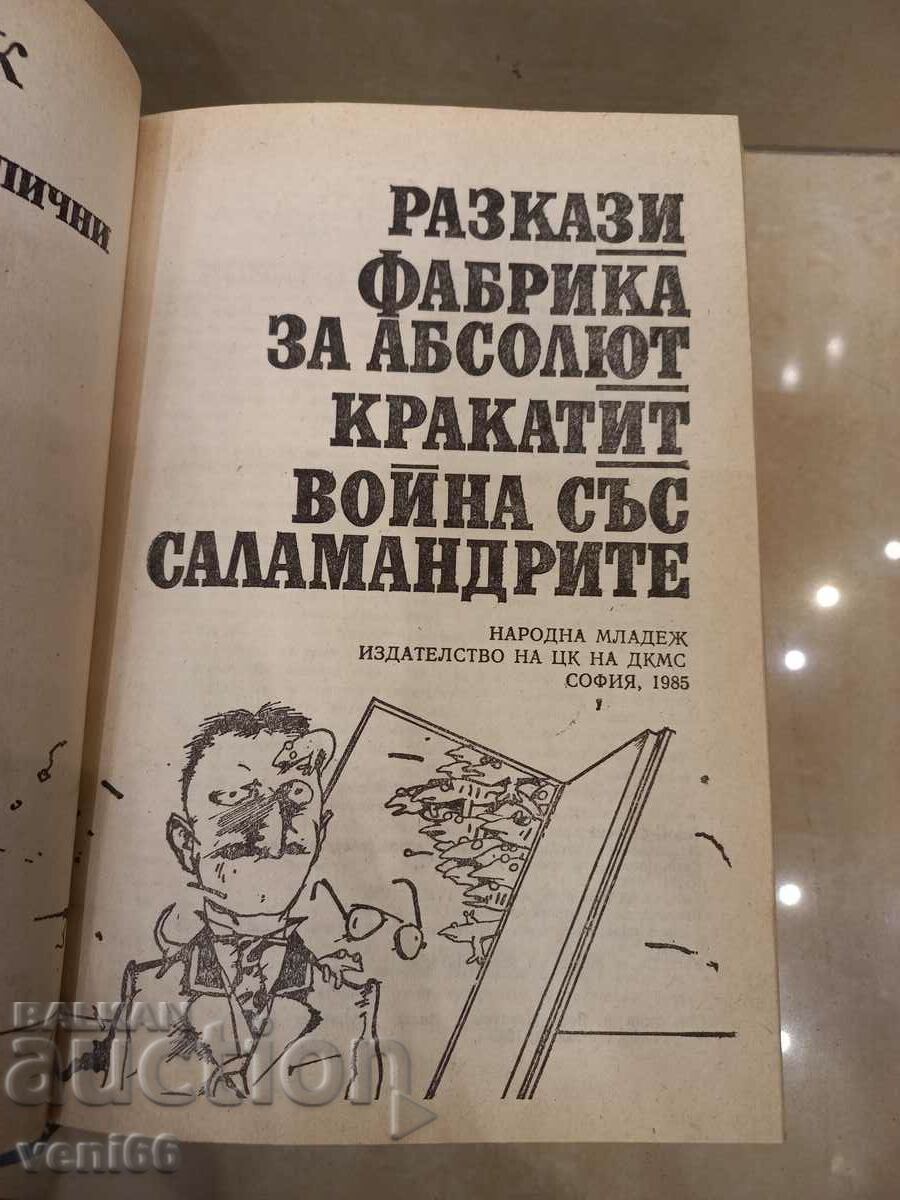 К
ЛИЧНИ
РАЗКАЗИ
ФАБРИКА
ЗА АБСОЛЮТ
КРАКАТИТ
ВОЙНА СЪС
САЛАМАНДРИТЕ
НАРОДНА МЛАДЕЖ
ИЗДАТЕЛСТВО НА ЦК НА ДКМС
СОФИЯ, 1985
BALKAN
auction
veni66